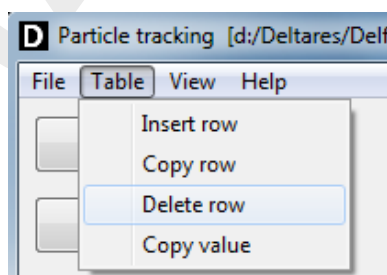 D Particle tracking [d:/Deltares/Delf
File Table View Help
Insert row
Copy row
Delete row
Copy value